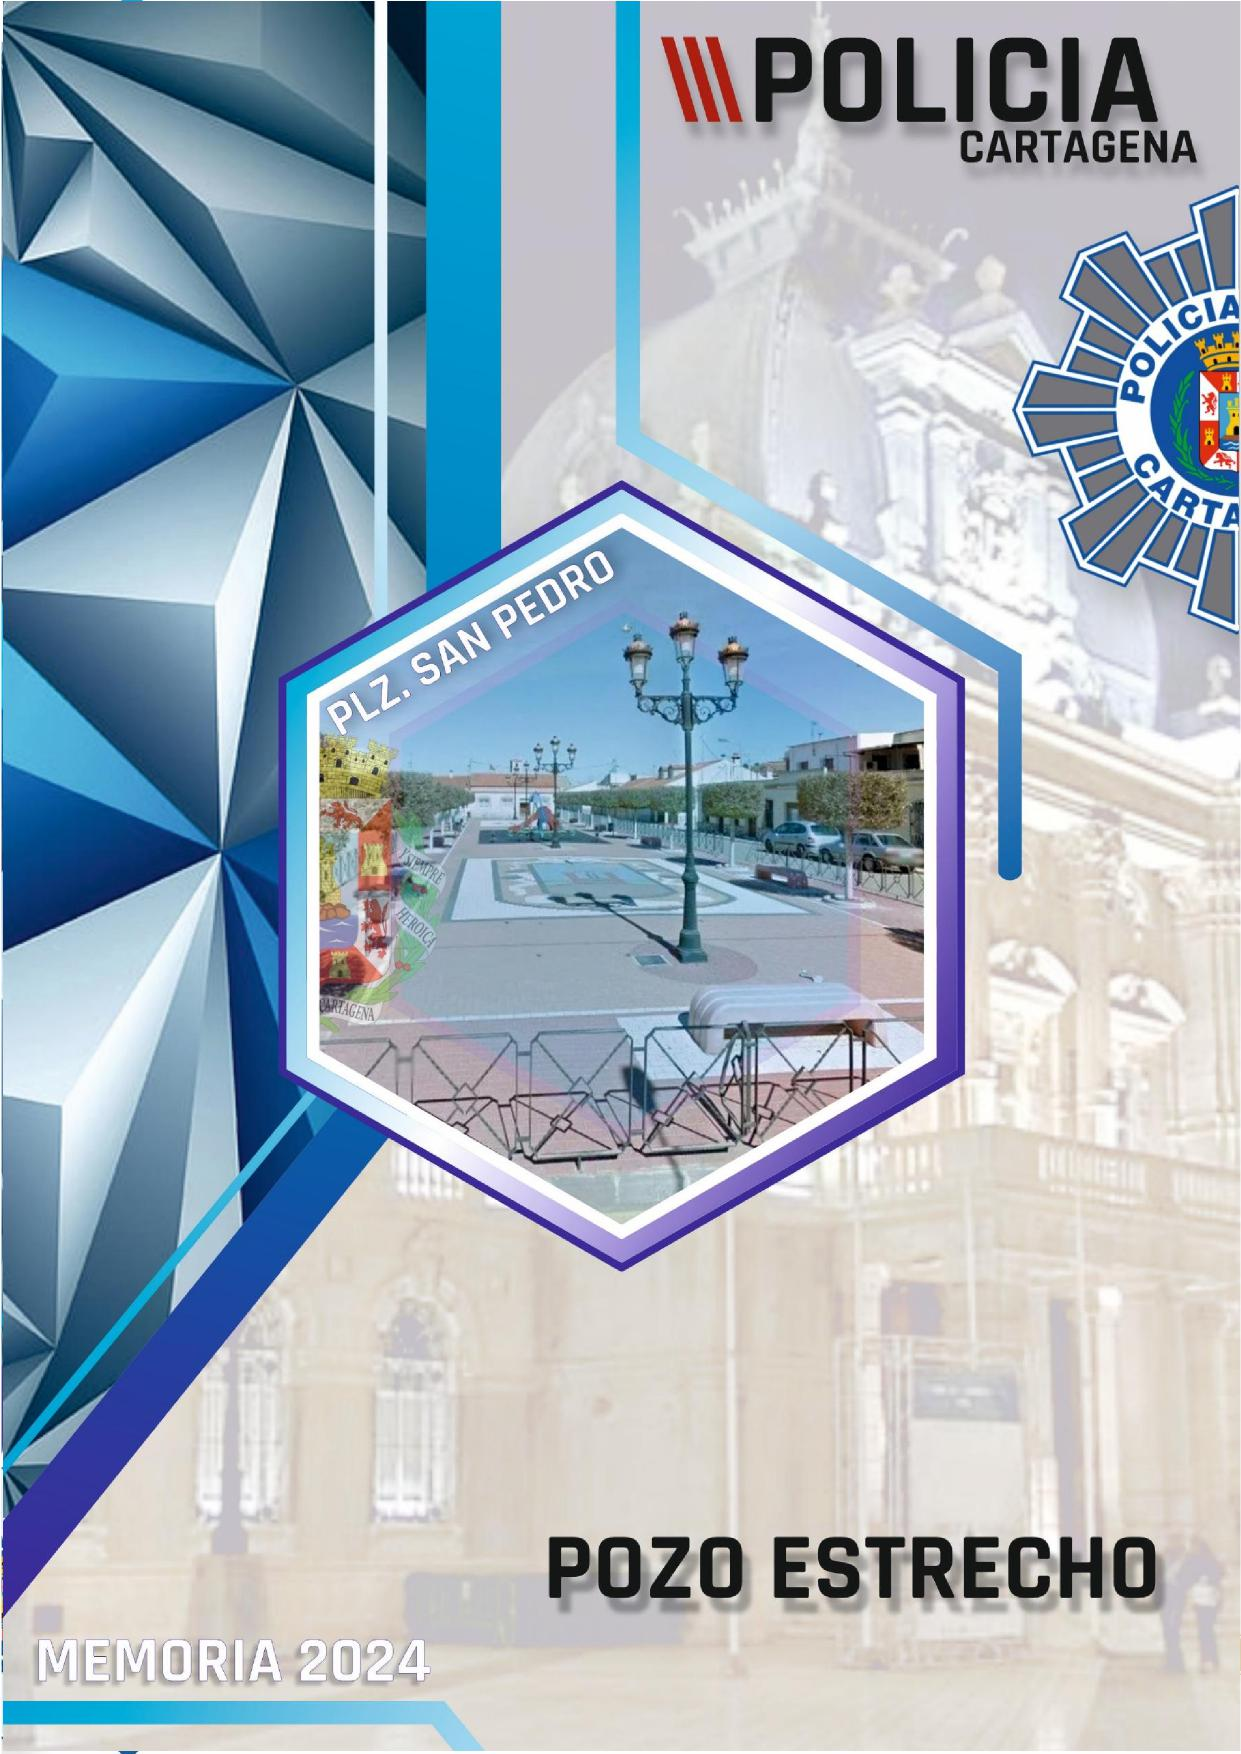 POLICIA
CARTAGENA
POLICIA
CARTA
PLZ. SAN PEDRO
SIEMPRE
HEROICA
CARTAGENA
POZO ESTRECHO
MEMORIA 2024